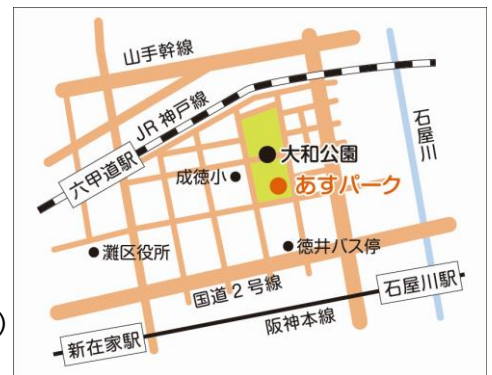 山手幹線
JR神戸線
石屋川
六甲道駅
大和公園
成徳小
あすパーク
灘区役所
徳井バス停
国道2号線
石屋川駅
新在家駅
阪神本線
)